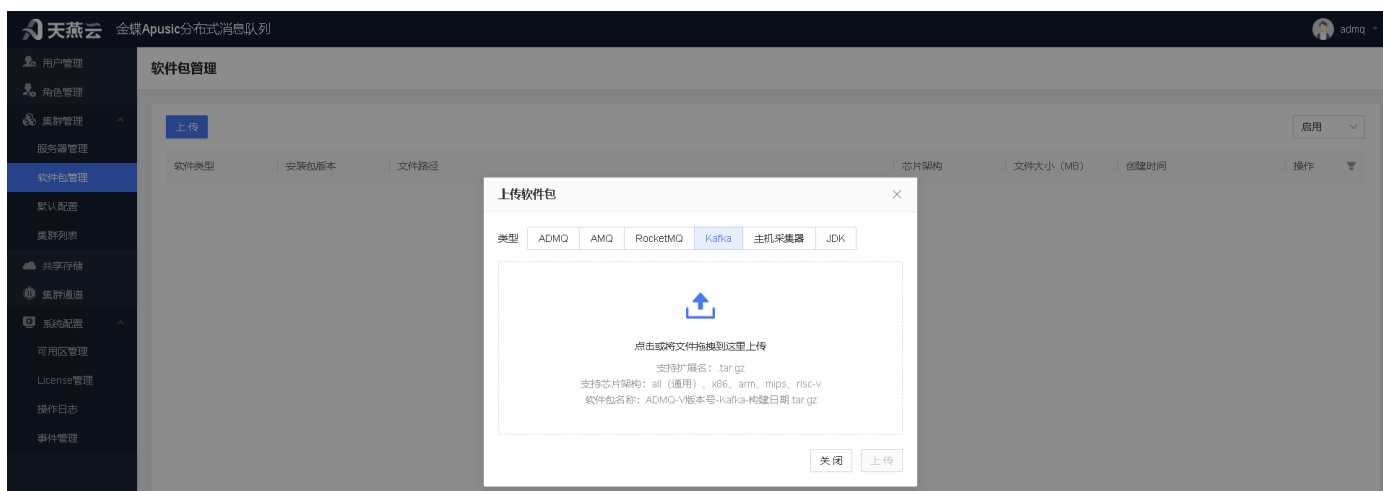 天燕云 金蝶Apusic分布式消息队列 admq
用户管理
软件包管理
角色管理
集群管理
上传 启用
服务器管理
软件类型 安装包版本 文件路径 芯片架构 文件大小（MB） 创建时间 操作
软件包管理
上传软件包
默认配置
集群列表
类型 ADMQ AMQ RocketMQ Kafka 主机采集器 JDK
共享存储
集群通道
系统配置
点击或将文件拖拽到这里上传
可用区管理
支持扩展名：.tar.gz
License管理
支持芯片架构：all（通用）、x86、arm、mips、risc-v
软件包名称：ADMQ-V版本号-Kafka-构建日期.tar.gz
操作日志
事件管理
关闭 上传